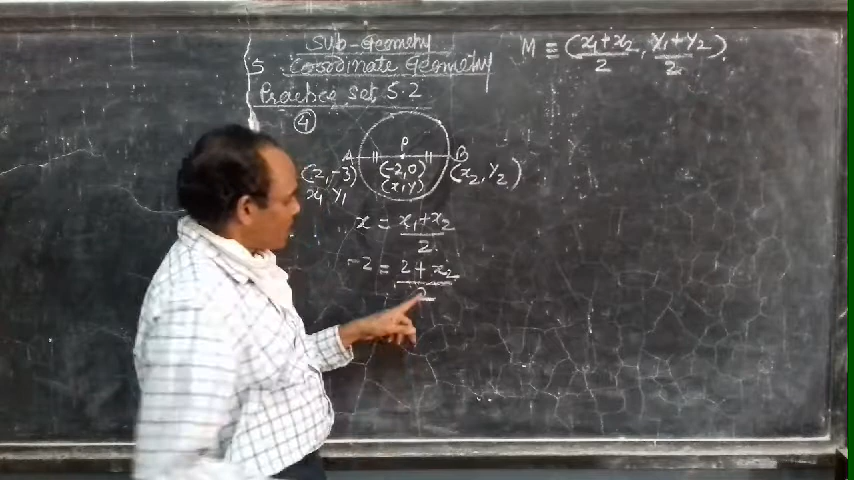 Sub-Geometry
5 Coordinate Geometry
Practice set 5.2
M ≡ (x₁+x₂/2, y₁+y₂/2).
④
P
A B
(2,-3) (-2,0) (x₂, y₂)
x₁ y₁ (x,y)
x = x₁+x₂/2
-2 = 2+x₂/2